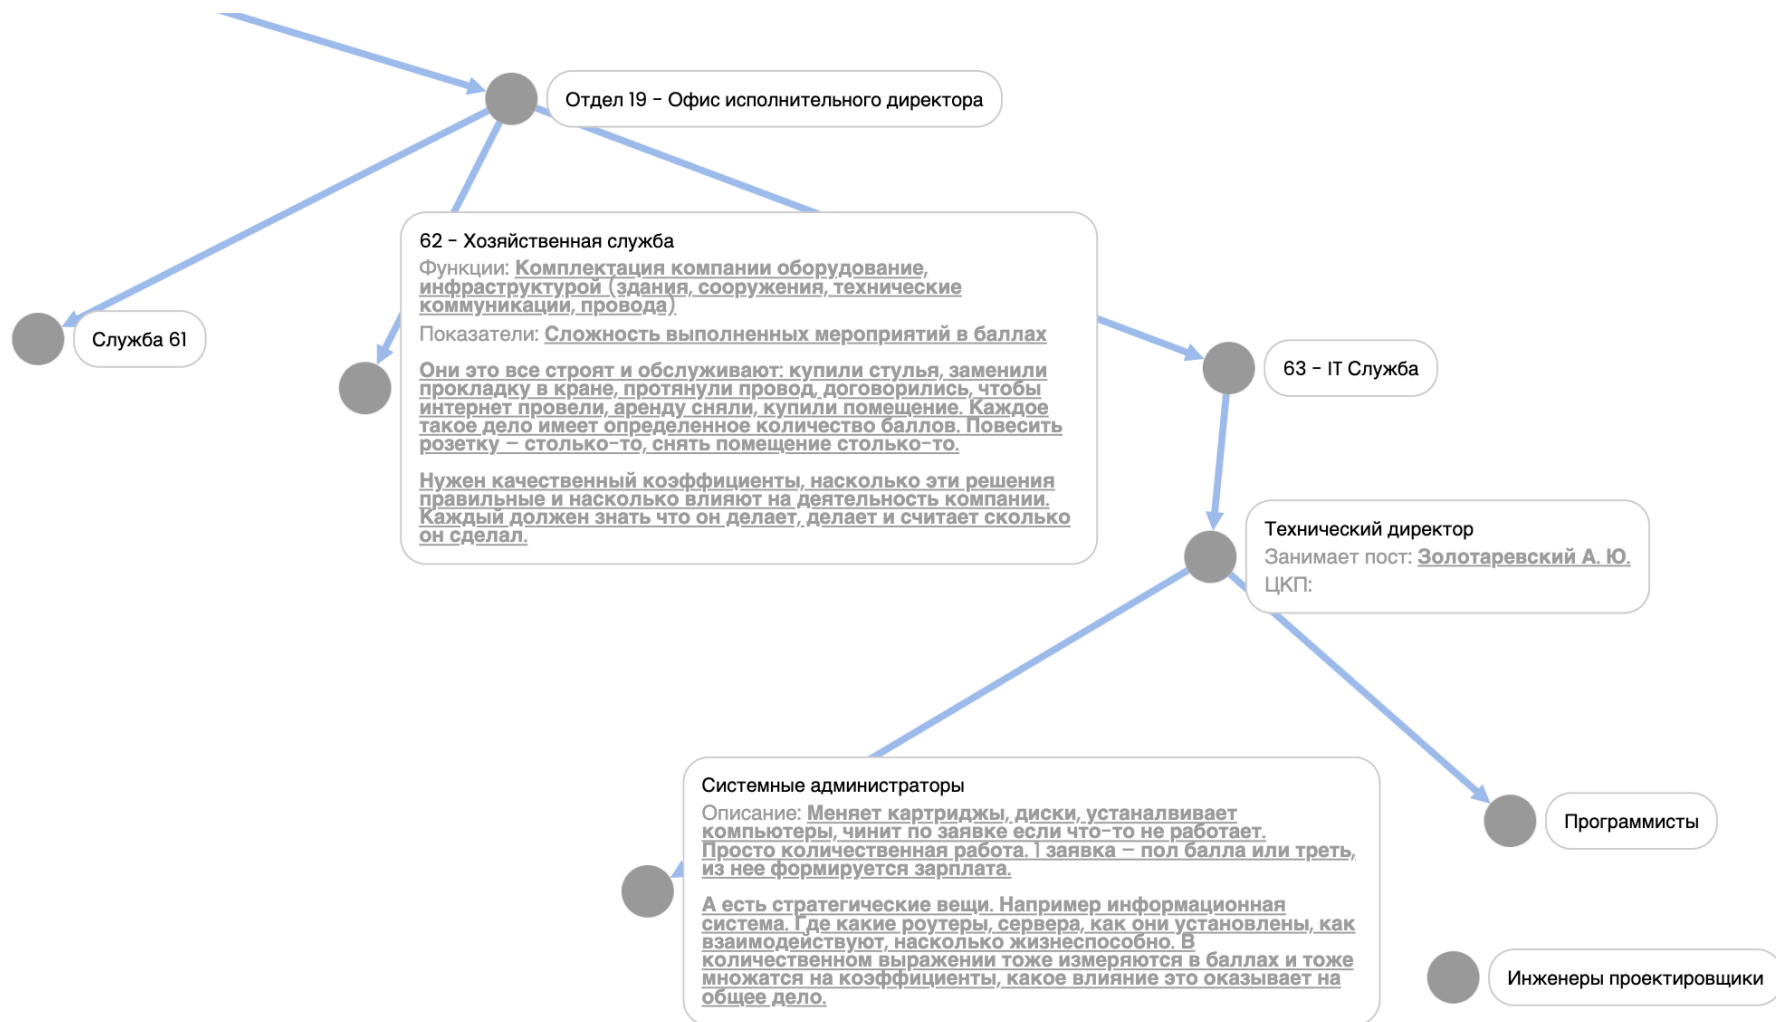 Отдел 19 – Офис исполнительного директора
62 – Хозяйственная служба
Функции: Комплектация компании оборудование,
инфраструктурой (здания, сооружения, технические
коммуникации, провода)
Показатели: Сложность выполненных мероприятий в баллах
Они это все строят и обслуживают: купили стулья, заменили
прокладку в кране, протянули провод, договорились, чтобы
интернет провели, аренду сняли, купили помещение. Каждое
такое дело имеет определенное количество баллов. Повесить
розетку – столько-то, снять помещение столько-то.
Нужен качественный коэффициенты, насколько эти решения
правильные и насколько влияют на деятельность компании.
Каждый должен знать что он делает, делает и считает сколько
он сделал.
Служба 61
63 – IT Служба
Технический директор
Занимает пост: Золотаревский А. Ю.
ЦКП:
Системные администраторы
Описание: Меняет картриджы, диски, устаналвивает
компьютеры, чинит по заявке если что-то не работает.
Просто количественная работа. 1 заявка – пол балла или треть,
из нее формируется зарплата.
А есть стратегические вещи. Например информационная
система. Где какие роутеры, сервера, как они установлены, как
взаимодействуют, насколько жизнеспособно. В
количественном выражении тоже измеряются в баллах и тоже
множатся на коэффициенты, какое влияние это оказывает на
общее дело.
Программисты
Инженеры проектировщики